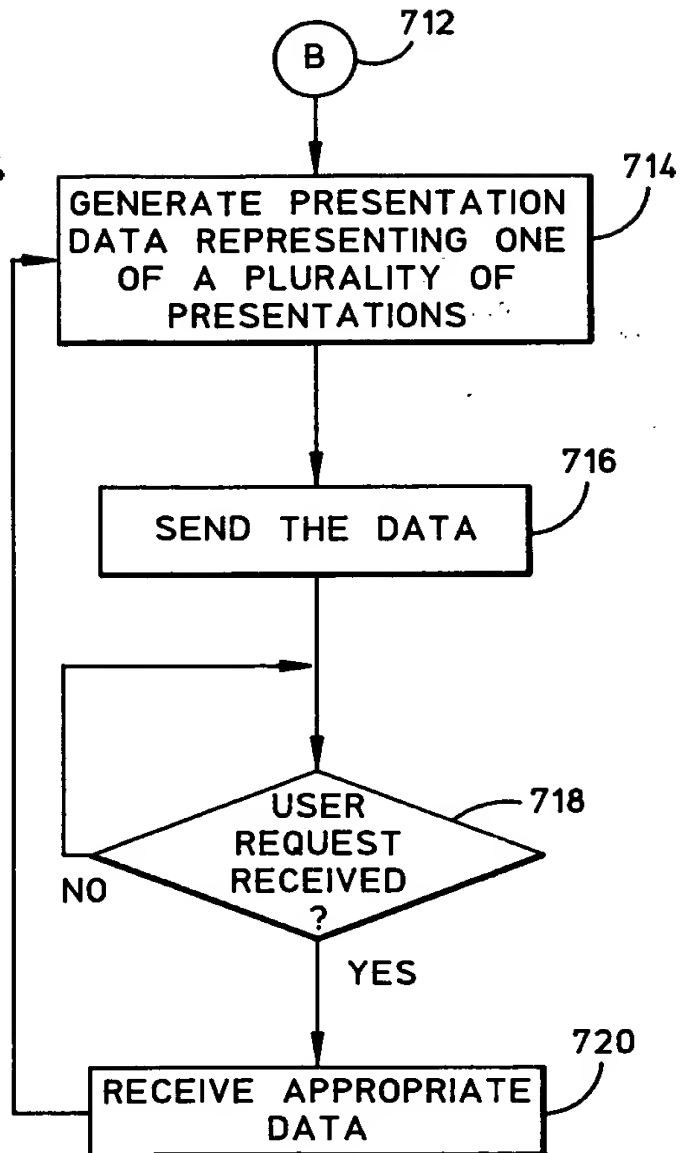 712
B
714
GENERATE PRESENTATION
DATA REPRESENTING ONE
OF A PLURALITY OF
PRESENTATIONS
716
SEND THE DATA
718
USER
REQUEST
RECEIVED
?
NO
YES
720
RECEIVE APPROPRIATE
DATA